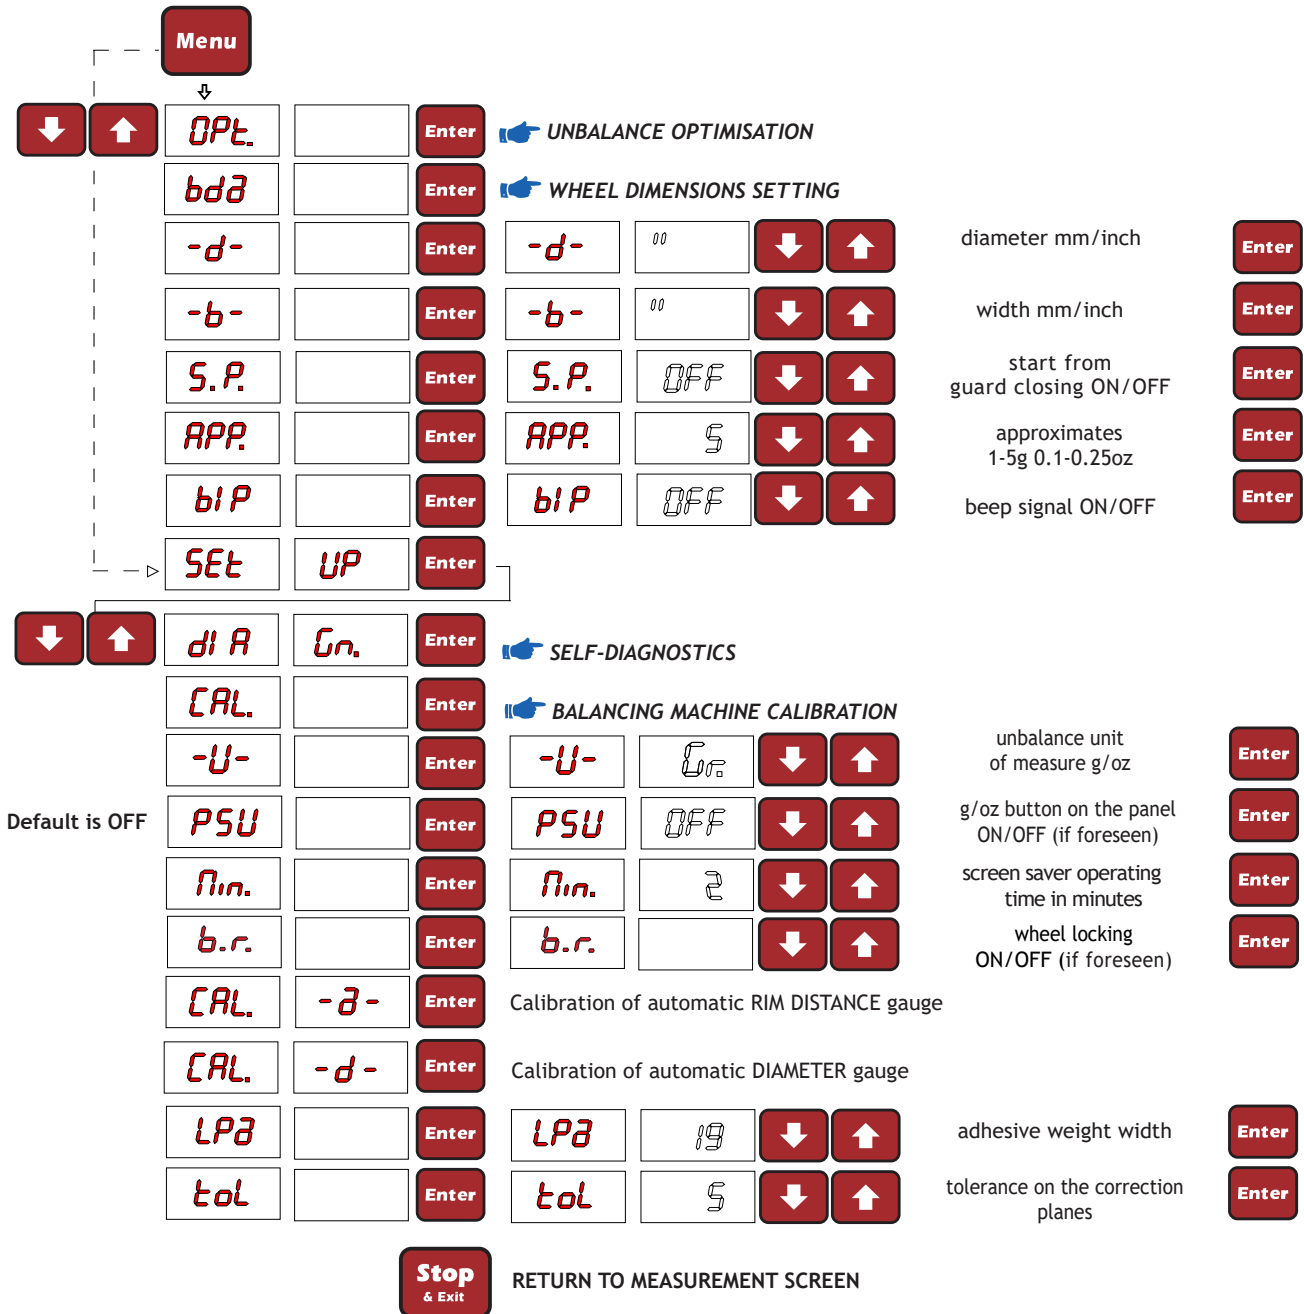 Menu
OPt. Enter UNBALANCE OPTIMISATION
bda Enter WHEEL DIMENSIONS SETTING
-d- Enter -d- " diameter mm/inch Enter
-b- Enter -b- " width mm/inch Enter
S.P. Enter S.P. OFF start from
guard closing ON/OFF Enter
APP. Enter APP. 5 approximates
1-5g 0.1-0.25oz Enter
bIP Enter bIP OFF beep signal ON/OFF Enter
SEt UP Enter
dIA Gn. Enter SELF-DIAGNOSTICS
CAL. Enter BALANCING MACHINE CALIBRATION
-U- Enter -U- Gr. unbalance unit
of measure g/oz Enter
Default is OFF PSU Enter PSU OFF g/oz button on the panel
ON/OFF (if foreseen) Enter
Min. Enter Min. 2 screen saver operating
time in minutes Enter
b.r. Enter b.r. wheel locking
ON/OFF (if foreseen) Enter
CAL. -a- Enter Calibration of automatic RIM DISTANCE gauge
CAL. -d- Enter Calibration of automatic DIAMETER gauge
LPa Enter LPa 19 adhesive weight width Enter
toL Enter toL 5 tolerance on the correction
planes Enter
Stop
& Exit RETURN TO MEASUREMENT SCREEN